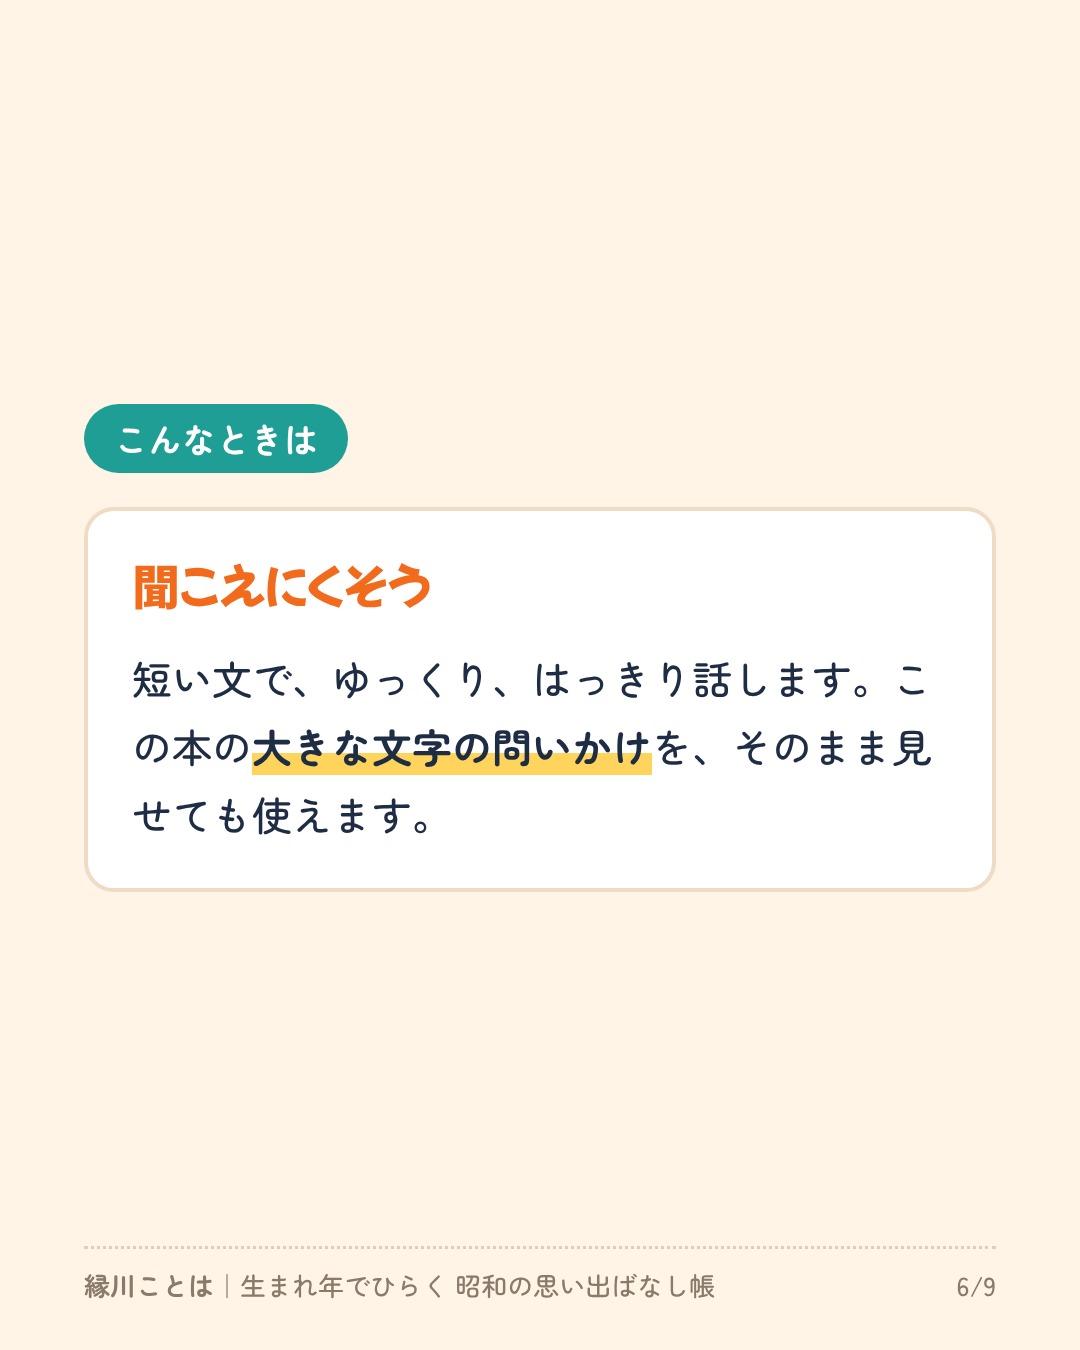 こんなときは
聞こえにくそう
短い文で、ゆっくり、はっきり話します。こ
の本の大きな文字の問いかけを、そのまま見
せても使えます。
縁川ことは｜生まれ年でひらく 昭和の思い出ばなし帳
6/9